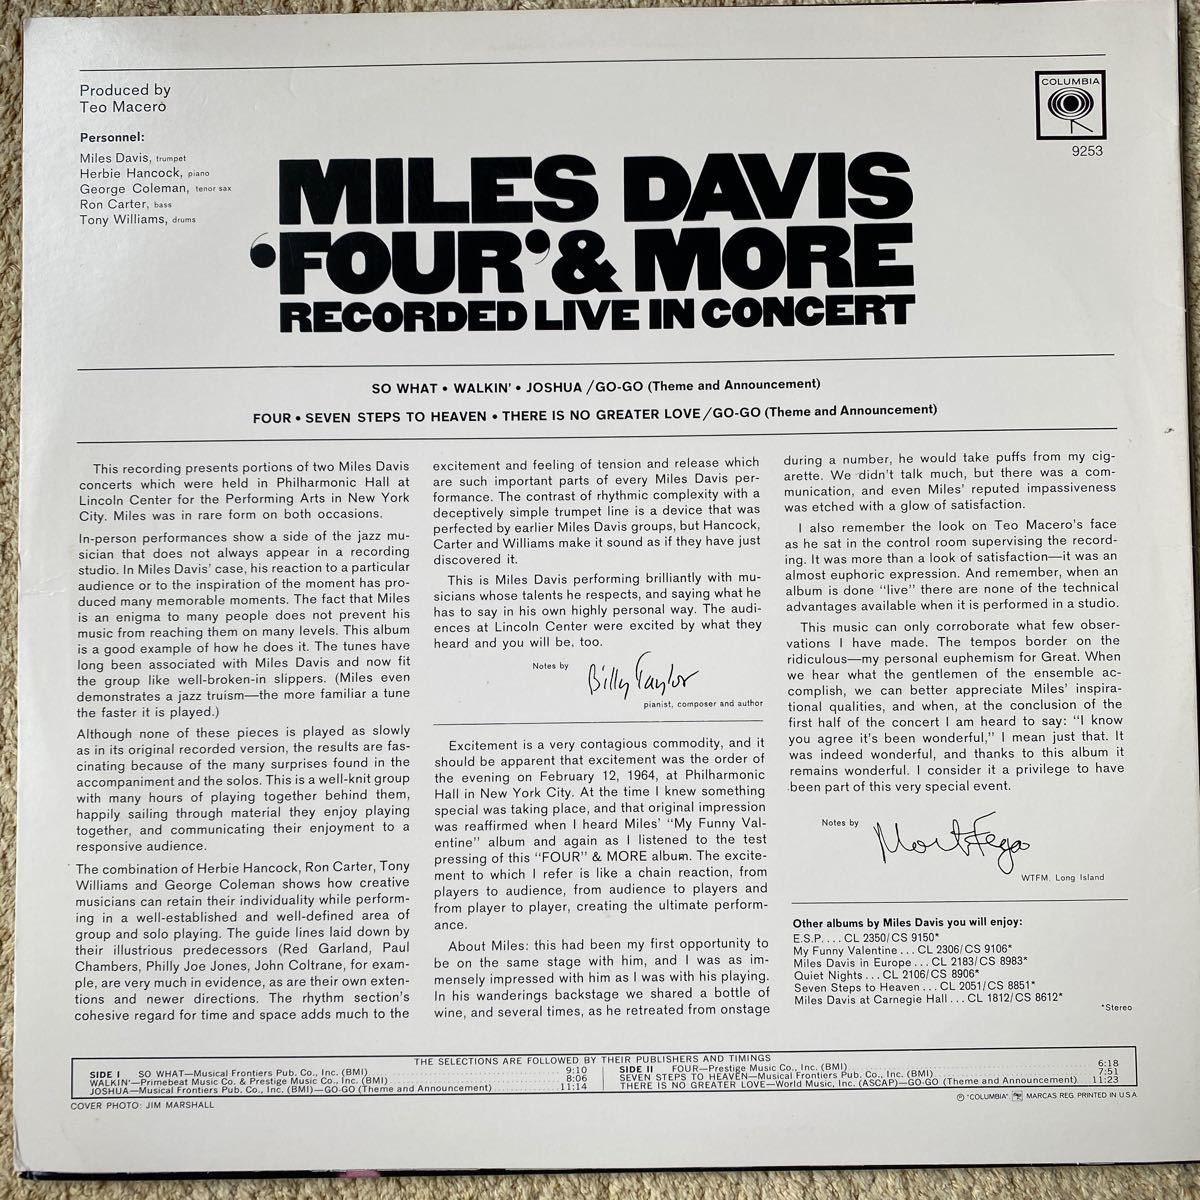 Produced by
Teo Macero
Personnel:
Miles Davis, trumpet
Herbie Hancock, piano
George Coleman, tenor sax
Ron Carter, bass
Tony Williams, drums
COLUMBIA
9253
MILES DAVIS
‘FOUR’ & MORE
RECORDED LIVE IN CONCERT
SO WHAT • WALKIN' • JOSHUA / GO-GO (Theme and Announcement)
FOUR • SEVEN STEPS TO HEAVEN • THERE IS NO GREATER LOVE / GO-GO (Theme and Announcement)
This recording presents portions of two Miles Davis
concerts which were held in Philharmonic Hall at
Lincoln Center for the Performing Arts in New York
City. Miles was in rare form on both occasions.
In-person performances show a side of the jazz mu-
sician that does not always appear in a recording
studio. In Miles Davis' case, his reaction to a particular
audience or to the inspiration of the moment has pro-
duced many memorable moments. The fact that Miles
is an enigma to many people does not prevent his
music from reaching them on many levels. This album
is a good example of how he does it. The tunes have
long been associated with Miles Davis and now fit
the group like well-broken-in slippers. (Miles even
demonstrates a jazz truism—the more familiar a tune
the faster it is played.)
Although none of these pieces is played as slowly
as in its original recorded version, the results are fas-
cinating because of the many surprises found in the
accompaniment and the solos. This is a well-knit group
with many hours of playing together behind them,
happily sailing through material they enjoy playing
together, and communicating their enjoyment to a
responsive audience.
The combination of Herbie Hancock, Ron Carter, Tony
Williams and George Coleman shows how creative
musicians can retain their individuality while perform-
ing in a well-established and well-defined area of
group and solo playing. The guide lines laid down by
their illustrious predecessors (Red Garland, Paul
Chambers, Philly Joe Jones, John Coltrane, for exam-
ple, are very much in evidence, as are their own exten-
tions and newer directions. The rhythm section's
cohesive regard for time and space adds much to the
excitement and feeling of tension and release which
are such important parts of every Miles Davis per-
formance. The contrast of rhythmic complexity with a
deceptively simple trumpet line is a device that was
perfected by earlier Miles Davis groups, but Hancock,
Carter and Williams make it sound as if they have just
discovered it.
This is Miles Davis performing brilliantly with mu-
sicians whose talents he respects, and saying what he
has to say in his own highly personal way. The audi-
ences at Lincoln Center were excited by what they
heard and you will be, too.
Notes by Billy Taylor
pianist, composer and author
Excitement is a very contagious commodity, and it
should be apparent that excitement was the order of
the evening on February 12, 1964, at Philharmonic
Hall in New York City. At the time I knew something
special was taking place, and that original impression
was reaffirmed when I heard Miles' "My Funny Val-
entine" album and again as I listened to the test
pressing of this "FOUR" & MORE album. The excite-
ment to which I refer is like a chain reaction, from
players to audience, from audience to players and
from player to player, creating the ultimate perform-
ance.
About Miles: this had been my first opportunity to
be on the same stage with him, and I was as im-
mensely impressed with him as I was with his playing.
In his wanderings backstage we shared a bottle of
wine, and several times, as he retreated from onstage
during a number, he would take puffs from my cig-
arette. We didn't talk much, but there was a com-
munication, and even Miles' reputed impassiveness
was etched with a glow of satisfaction.
I also remember the look on Teo Macero's face
as he sat in the control room supervising the record-
ing. It was more than a look of satisfaction—it was an
almost euphoric expression. And remember, when an
album is done "live" there are none of the technical
advantages available when it is performed in a studio.
This music can only corroborate what few obser-
vations I have made. The tempos border on the
ridiculous—my personal euphemism for Great. When
we hear what the gentlemen of the ensemble ac-
complish, we can better appreciate Miles' inspira-
tional qualities, and when, at the conclusion of the
first half of the concert I am heard to say: "I know
you agree it's been wonderful," I mean just that. It
was indeed wonderful, and thanks to this album it
remains wonderful. I consider it a privilege to have
been part of this very special event.
Notes by Mort Fega
WTFM, Long Island
Other albums by Miles Davis you will enjoy:
E.S.P.... CL 2350/CS 9150*
My Funny Valentine... CL 2306/CS 9106*
Miles Davis in Europe... CL 2183/CS 8983*
Quiet Nights... CL 2106/CS 8906*
Seven Steps to Heaven... CL 2051/CS 8851*
Miles Davis at Carnegie Hall... CL 1812/CS 8612*
*Stereo
THE SELECTIONS ARE FOLLOWED BY THEIR PUBLISHERS AND TIMINGS
SIDE I SO WHAT—Musical Frontiers Pub. Co., Inc. (BMI) 9:10
WALKIN'—Primebeat Music Co. & Prestige Music Co., Inc. (BMI) 8:06
JOSHUA—Musical Frontiers Pub. Co., Inc. (BMI)—GO-GO (Theme and Announcement) 11:14
SIDE II FOUR—Prestige Music Co., Inc. (BMI) 6:18
SEVEN STEPS TO HEAVEN—Musical Frontiers Pub. Co., Inc. (BMI) 7:51
THERE IS NO GREATER LOVE—World Music, Inc. (ASCAP)—GO-GO (Theme and Announcement) 11:23
COVER PHOTO: JIM MARSHALL
℗ "COLUMBIA", MARCAS REG. PRINTED IN U.S.A.